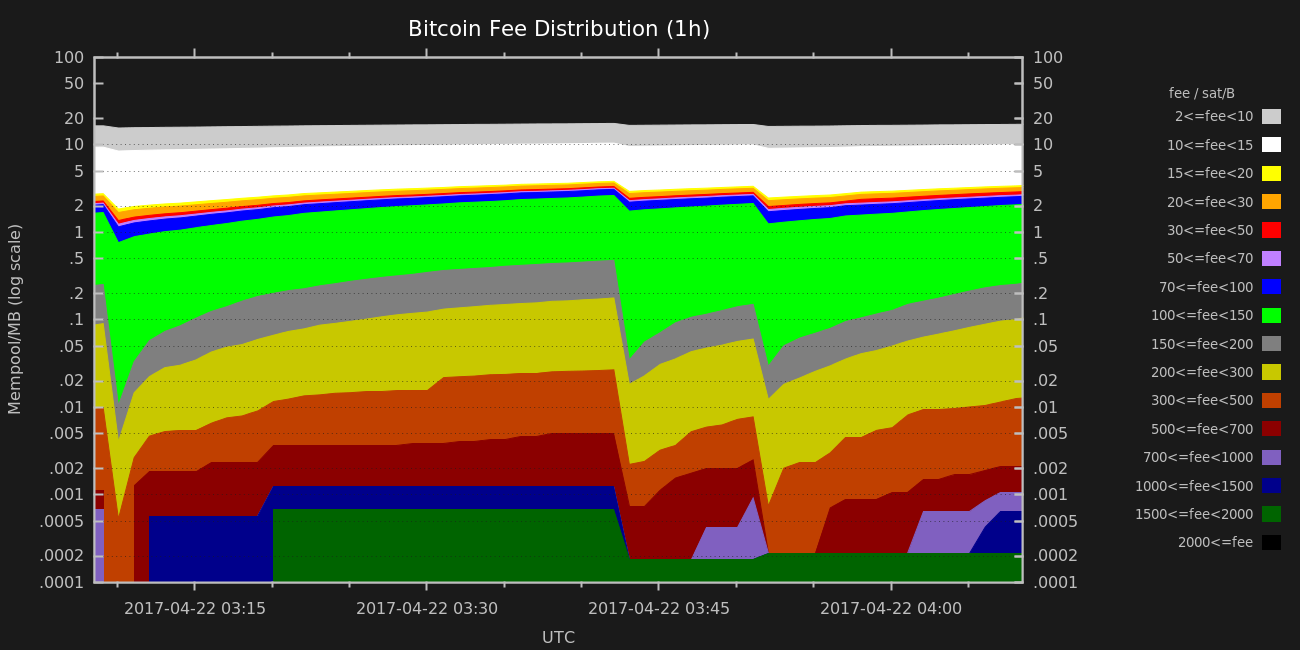 Bitcoin Fee Distribution (1h)
100
50
20
10
5
2
1
.5
.2
.1
.05
.02
.01
.005
.002
.001
.0005
.0002
.0001
Mempool/MB (log scale)
100
50
20
10
5
2
1
.5
.2
.1
.05
.02
.01
.005
.002
.001
.0005
.0002
.0001
2017-04-22 03:15 2017-04-22 03:30 2017-04-22 03:45 2017-04-22 04:00
UTC
fee / sat/B
2<=fee<10
10<=fee<15
15<=fee<20
20<=fee<30
30<=fee<50
50<=fee<70
70<=fee<100
100<=fee<150
150<=fee<200
200<=fee<300
300<=fee<500
500<=fee<700
700<=fee<1000
1000<=fee<1500
1500<=fee<2000
2000<=fee